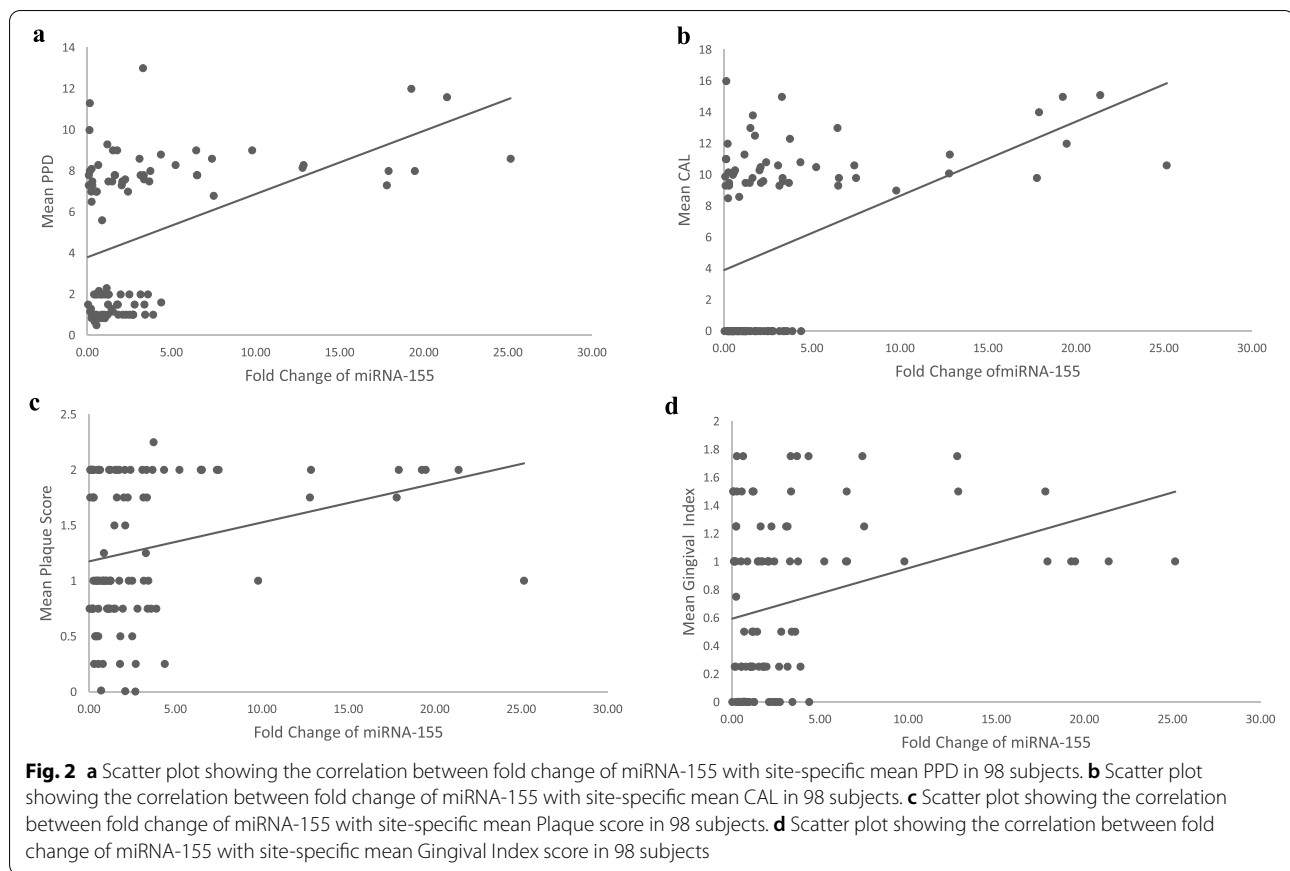 a
14
12
10
8
6
4
2
0
Mean PPD
0.00 5.00 10.00 15.00 20.00 25.00 30.00
Fold Change of miRNA-155
b
18
16
14
12
10
8
6
4
2
0
Mean CAL
0.00 5.00 10.00 15.00 20.00 25.00 30.00
Fold Change ofmiRNA-155
c
2.5
2
1.5
1
0.5
0
Mean Plaque Score
0.00 5.00 10.00 15.00 20.00 25.00 30.00
Fold Change of miRNA-155
d
2
1.8
1.6
1.4
1.2
1
0.8
0.6
0.4
0.2
0
Mean Gingival Index
0.00 5.00 10.00 15.00 20.00 25.00 30.00
Fold Change of miRNA-155
Fig. 2 a Scatter plot showing the correlation between fold change of miRNA-155 with site-specific mean PPD in 98 subjects. b Scatter plot
showing the correlation between fold change of miRNA-155 with site-specific mean CAL in 98 subjects. c Scatter plot showing the correlation
between fold change of miRNA-155 with site-specific mean Plaque score in 98 subjects. d Scatter plot showing the correlation between fold
change of miRNA-155 with site-specific mean Gingival Index score in 98 subjects